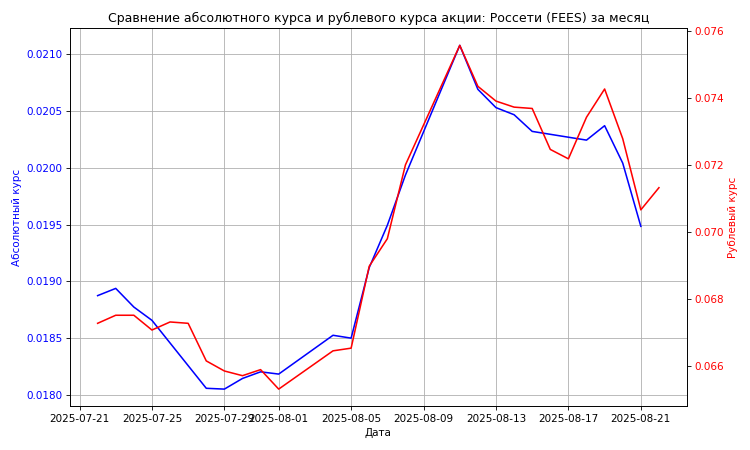 Сравнение абсолютного курса и рублевого курса акции: Россети (FEES) за месяц
0.0210
0.0205
0.0200
0.0195
0.0190
0.0185
0.0180
Абсолютный курс
0.076
0.074
0.072
0.070
0.068
0.066
Рублевый курс
2025-07-21 2025-07-25 2025-07-29 2025-08-01 2025-08-05 2025-08-09 2025-08-13 2025-08-17 2025-08-21
Дата